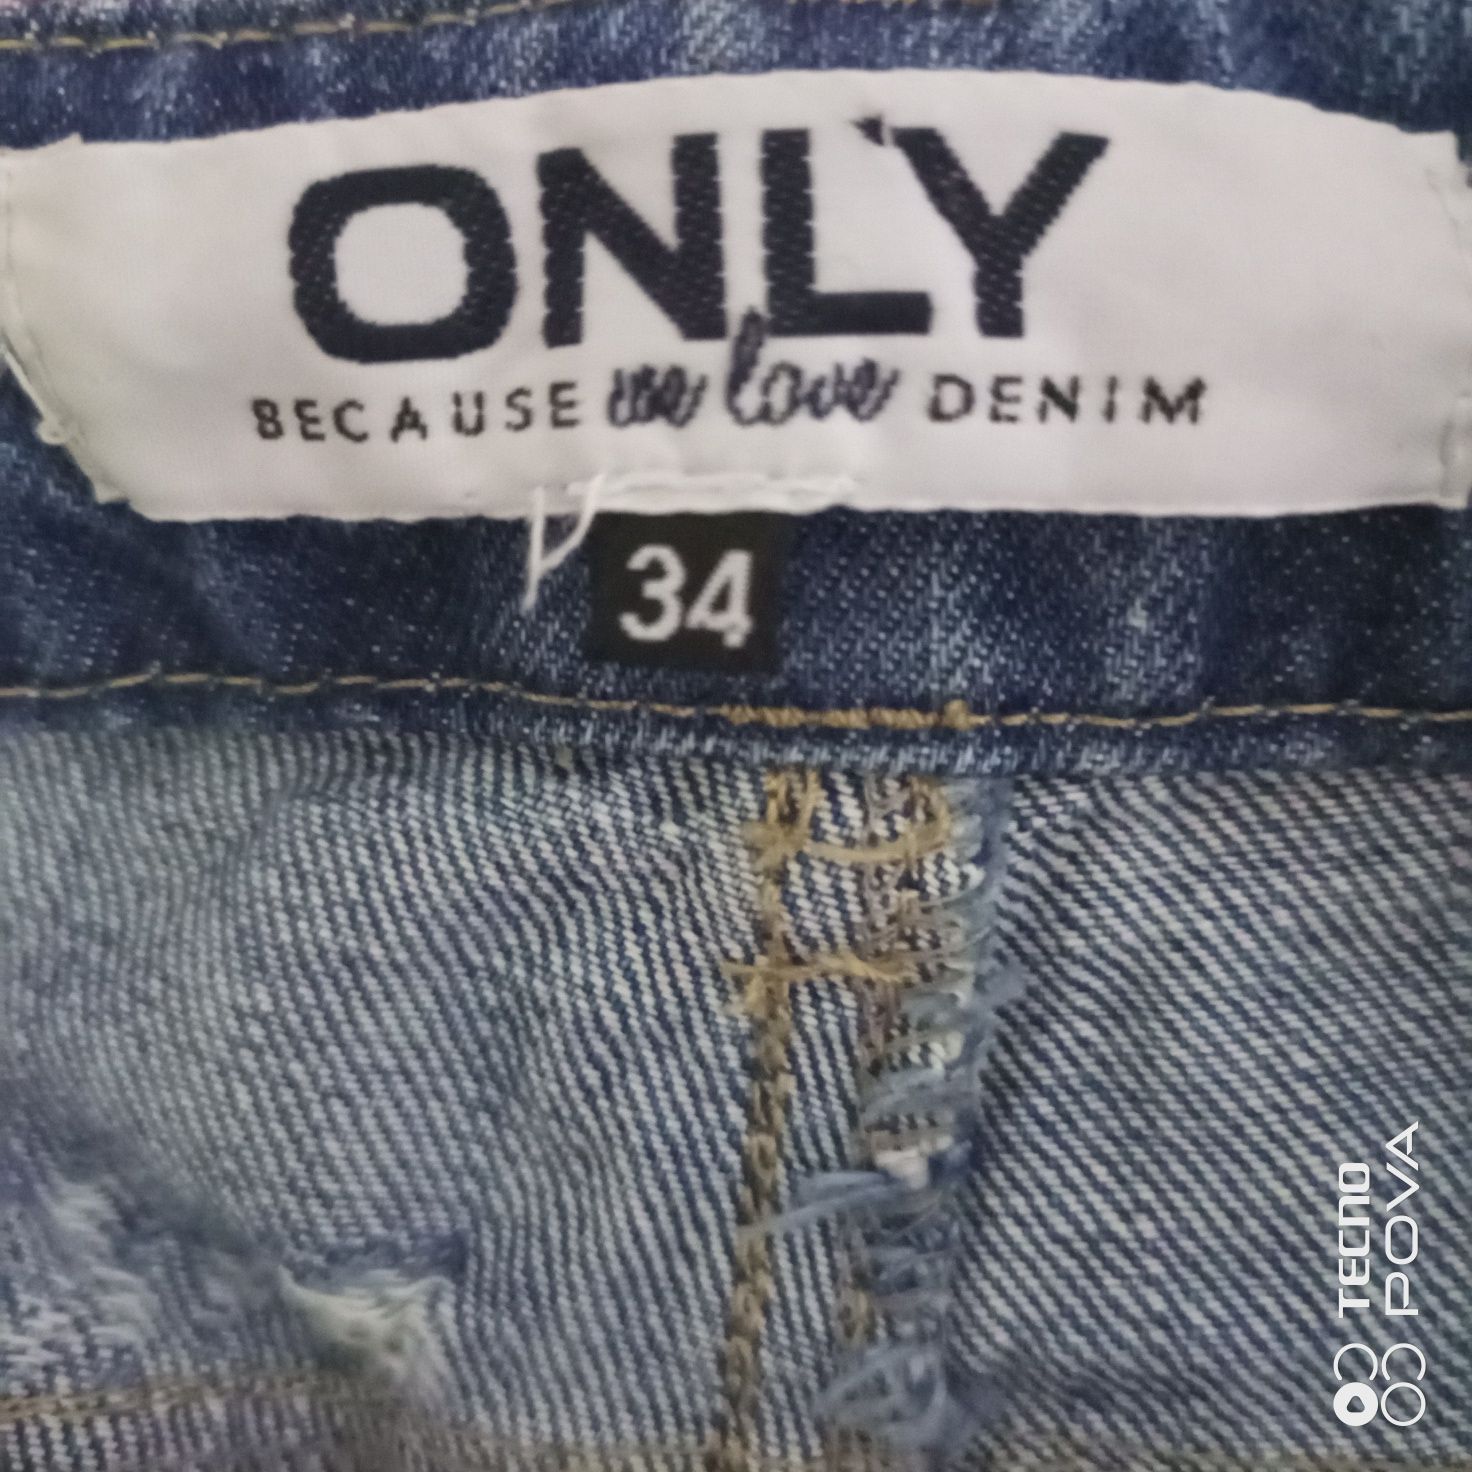 ONLY
BECAUSE we love DENIM
34
TECNO
POVA